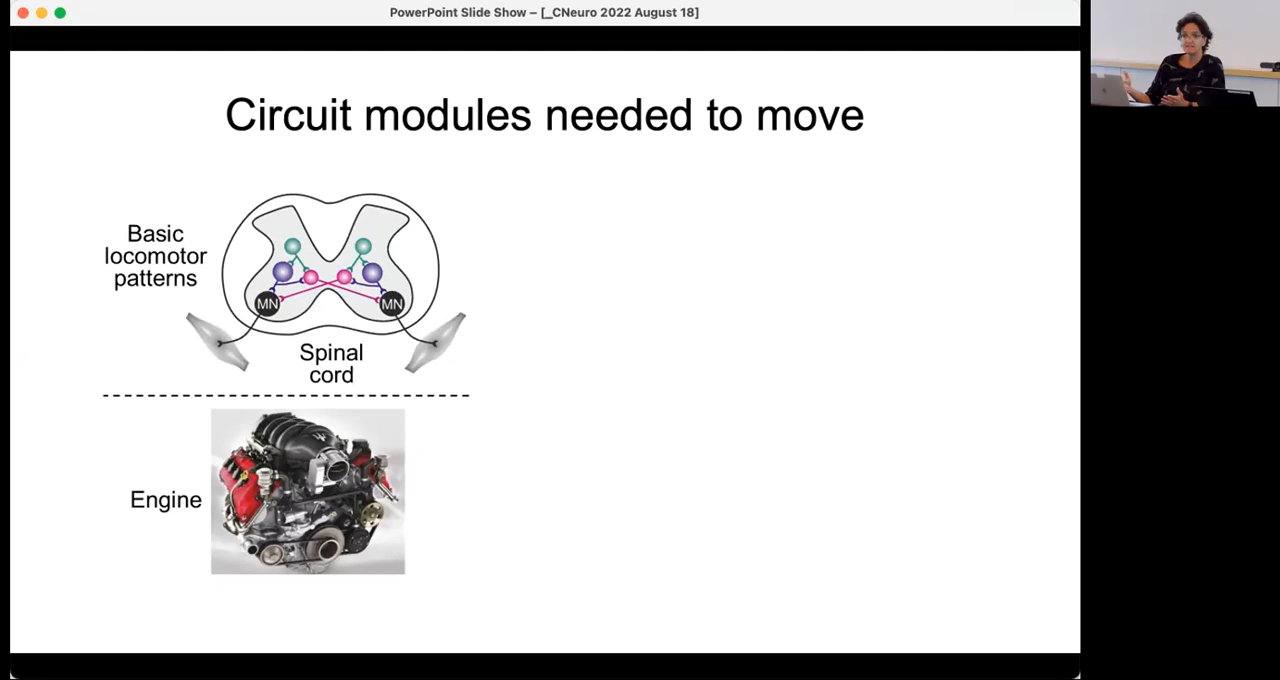 PowerPoint Slide Show – [_CNeuro 2022 August 18]
Circuit modules needed to move
Basic
locomotor
patterns
MN
MN
Spinal
cord
Engine